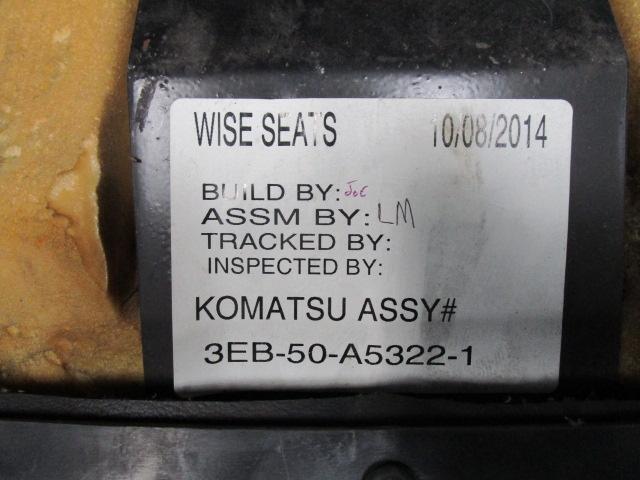 WISE SEATS 10/08/2014
BUILD BY: Joe
ASSM BY: LM
TRACKED BY:
INSPECTED BY:
KOMATSU ASSY#
3EB-50-A5322-1